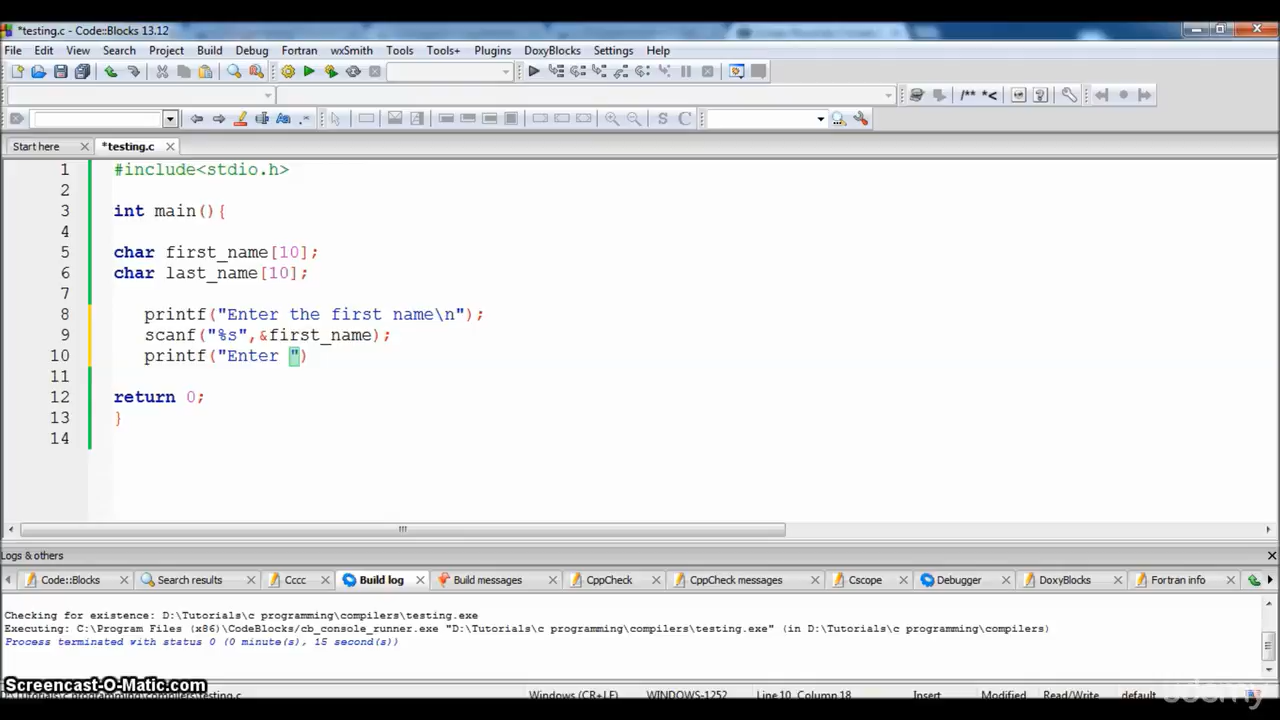 *testing.c - Code::Blocks 13.12
File Edit View Search Project Build Debug Fortran wxSmith Tools Tools+ Plugins DoxyBlocks Settings Help
/** *<
S C
Start here *testing.c
1 #include<stdio.h>
2
3 int main(){
4
5 char first_name[10];
6 char last_name[10];
7
8 printf("Enter the first name\n");
9 scanf("%s",&first_name);
10 printf("Enter ")
11
12 return 0;
13 }
14
Logs & others
Code::Blocks Search results Cccc Build log Build messages CppCheck CppCheck messages Cscope Debugger DoxyBlocks Fortran info
Checking for existence: D:\Tutorials\c programming\compilers\testing.exe
Executing: C:\Program Files (x86)\CodeBlocks/cb_console_runner.exe "D:\Tutorials\c programming\compilers\testing.exe" (in D:\Tutorials\c programming\compilers)
Process terminated with status 0 (0 minute(s), 15 second(s))
Screencast-O-Matic.com
D:\Tutorials\c programming\compilers\testing.c Windows (CR+LF) WINDOWS-1252 Line 10, Column 18 Insert Modified Read/Write default
udemy